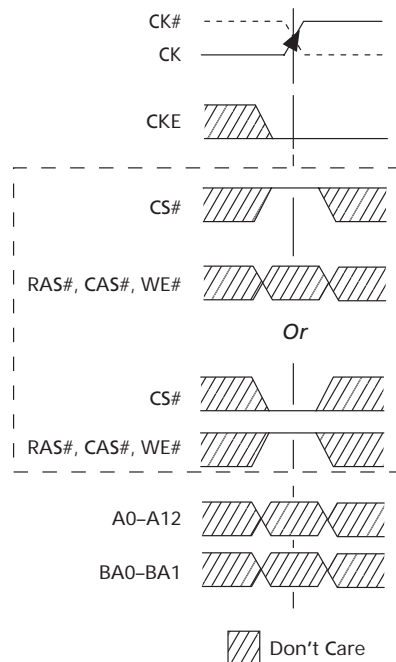 CK#
CK
CKE
CS#
RAS#, CAS#, WE#
Or
CS#
RAS#, CAS#, WE#
A0–A12
BA0–BA1
Don't Care